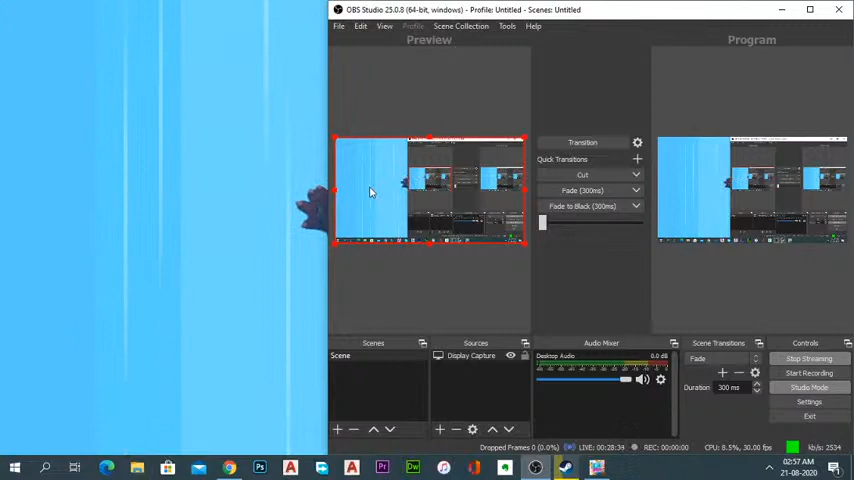 OBS Studio 25.0.8 (64-bit, windows) - Profile: Untitled - Scenes: Untitled
File Edit View Profile Scene Collection Tools Help
Preview
Program
Transition
Quick Transitions
Cut
Fade (300ms)
Fade to Black (300ms)
Scenes
Sources
Audio Mixer
Scene Transitions
Controls
Scene
Display Capture
Desktop Audio 0.0 dB
Fade
Duration 300 ms
Stop Streaming
Start Recording
Studio Mode
Settings
Exit
Dropped Frames 0 (0.0%) LIVE: 00:28:39 REC: 00:00:00 CPU: 8.5%, 30.00 fps kb/s: 2534
Ps A A Pr Dw
02:57 AM
21-08-2020